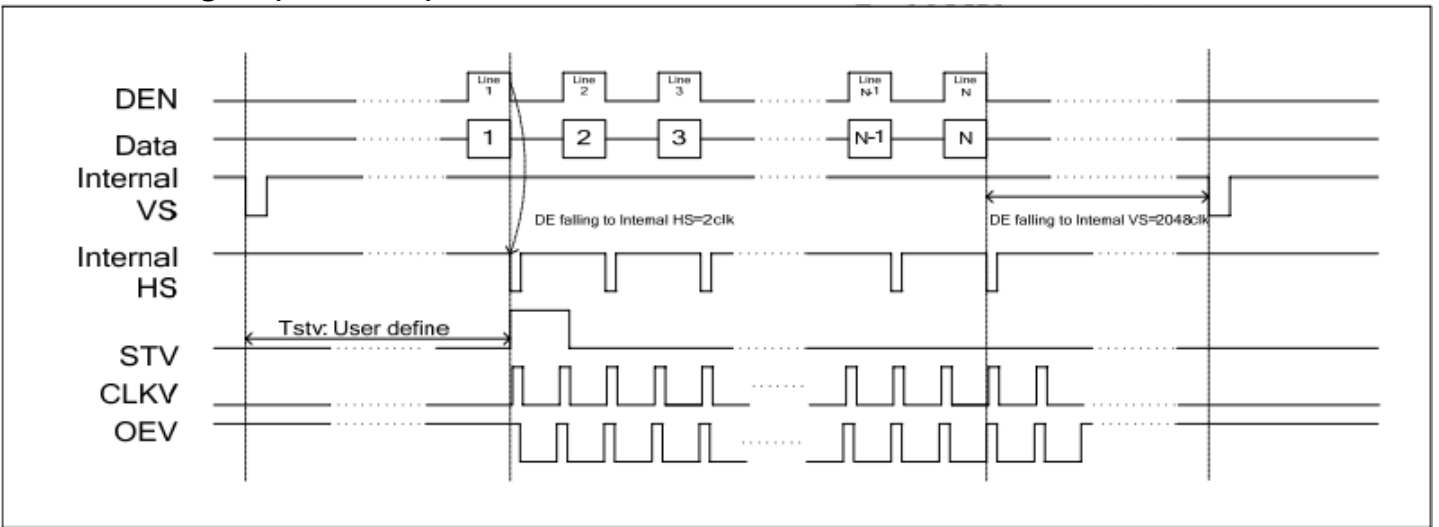 DEN
Line 1
Line 2
Line 3
Line N-1
Line N
Data
1
2
3
N-1
N
Internal
VS
DE falling to Internal HS=2clk
DE falling to Internal VS=2048clk
Internal
HS
Tstv: User define
STV
CLKV
OEV